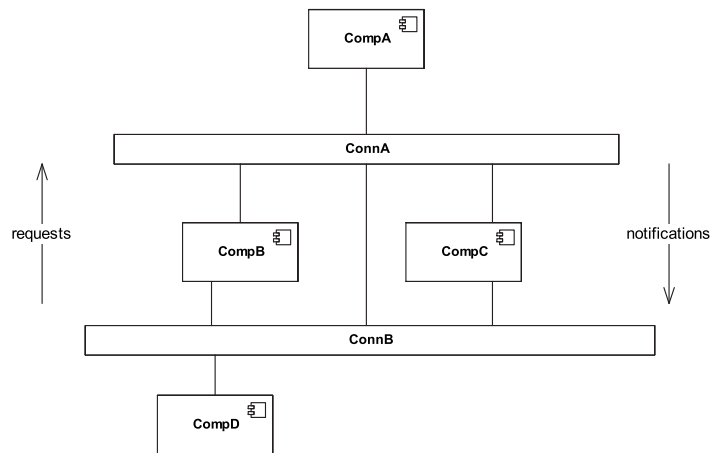 CompA
ConnA
requests
notifications
CompB
CompC
ConnB
CompD